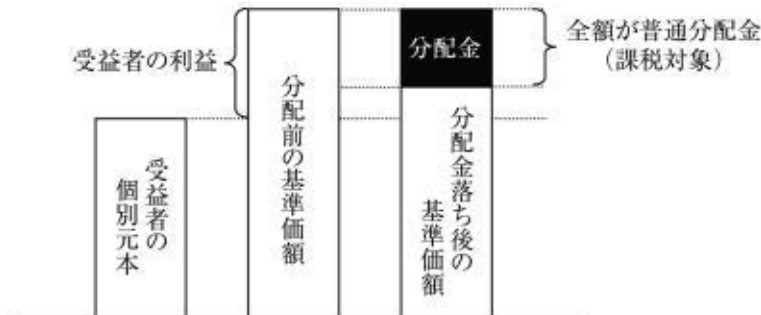 受益者の利益
分配前の基準価額
分配金
全額が普通分配金
(課税対象)
受益者の
個別元本
分配金落ち後の
基準価額